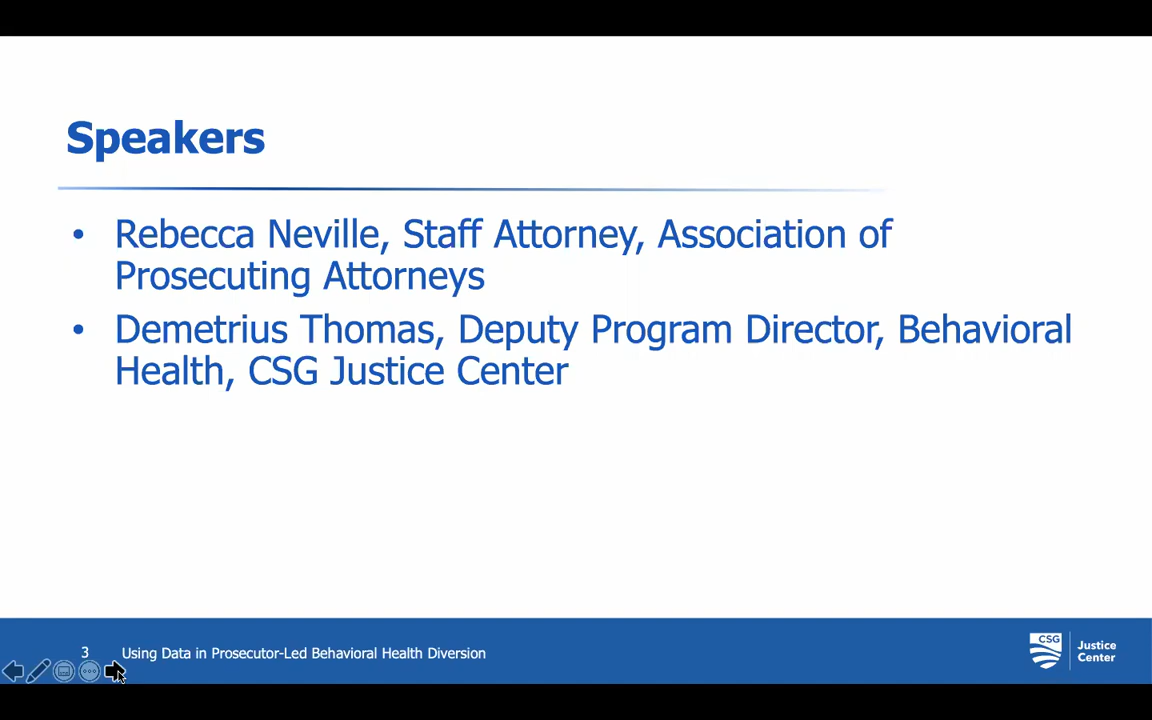 Speakers
• Rebecca Neville, Staff Attorney, Association of
Prosecuting Attorneys
• Demetrius Thomas, Deputy Program Director, Behavioral
Health, CSG Justice Center
3 Using Data in Prosecutor-Led Behavioral Health Diversion
CSG
Justice
Center